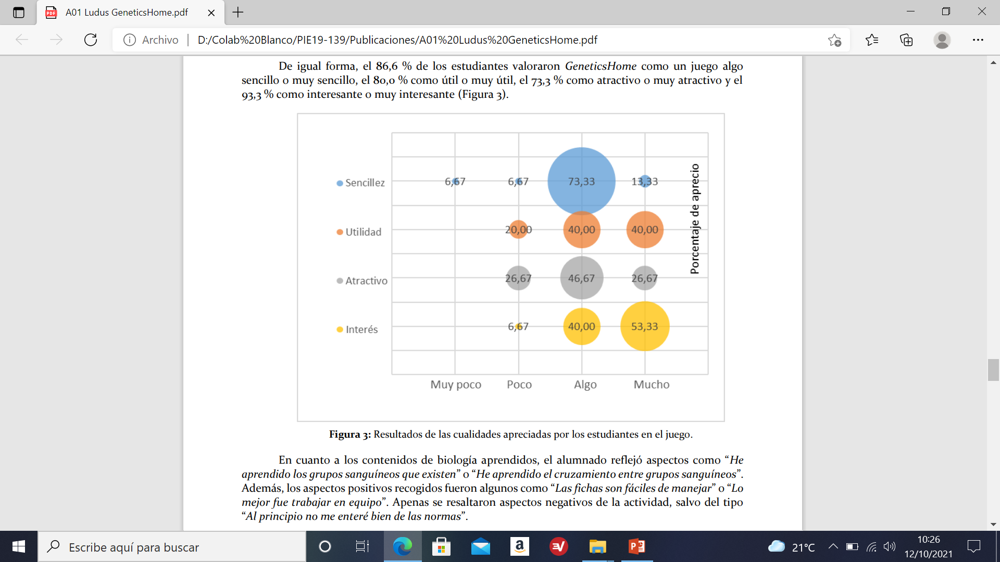 A01 Ludus GeneticsHome.pdf
Archivo
D:/Colab%20Blanco/PIE19-139/Publicaciones/A01%20Ludus%20GeneticsHome.pdf
De igual forma, el 86,6 % de los estudiantes valoraron GeneticsHome como un juego algo
sencillo o muy sencillo, el 80,0 % como útil o muy útil, el 73,3 % como atractivo o muy atractivo y el
93,3 % como interesante o muy interesante (Figura 3).
Sencillez 6,67 6,67 73,33 13,33
Utilidad 20,00 40,00 40,00
Atractivo 26,67 46,67 26,67
Interés 6,67 40,00 53,33
Porcentaje de aprecio
Muy poco Poco Algo Mucho
Figura 3: Resultados de las cualidades apreciadas por los estudiantes en el juego.
En cuanto a los contenidos de biología aprendidos, el alumnado reflejó aspectos como “He
aprendido los grupos sanguíneos que existen” o “He aprendido el cruzamiento entre grupos sanguíneos”.
Además, los aspectos positivos recogidos fueron algunos como “Las fichas son fáciles de manejar” o “Lo
mejor fue trabajar en equipo”. Apenas se resaltaron aspectos negativos de la actividad, salvo del tipo
“Al principio no me enteré bien de las normas”.
Escribe aquí para buscar
21°C
10:26
12/10/2021